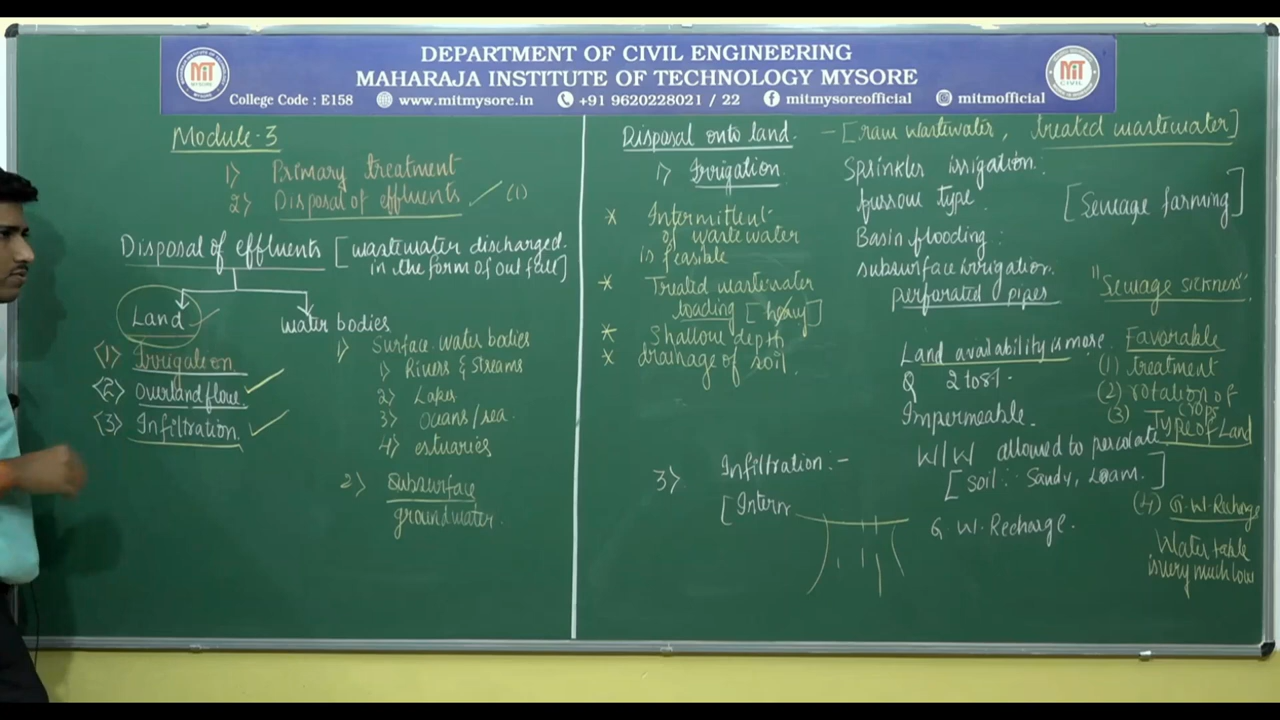 DEPARTMENT OF CIVIL ENGINEERING
MAHARAJA INSTITUTE OF TECHNOLOGY MYSORE
College Code : E158 www.mitmysore.in +91 9620228021 / 22 mitmysoreofficial mitmofficial
MIT
MYSORE
MIT
CIVIL
Module-3
1) Primary treatment
2) Disposal of effluents (1)
Disposal of effluents [wastewater discharged
in the form of out fall]
Land
water bodies
(1) Irrigation
(2) Overland flow
(3) Infiltration
1) Surface water bodies
1) Rivers & Streams
2) Lakes
3) Oceans/sea.
4) estuaries
2) Subsurface
groundwater.
Disposal onto land. - [raw wastewater, treated wastewater]
1) Irrigation
* Intermittent
of wastewater
is feasible
* Treated wastewater
loading [heavy]
* Shallow depth
* drainage of soil.
Sprinkler irrigation:
furrow type.
Basin flooding:
subsurface irrigation.
perforated pipes
[Sewage farming]
"Sewage sickness"
Land availability is more.
Q 2 to 8%.
Impermeable.
Favorable
(1) treatment
(2) rotation of
crops
(3) Type of Land
3) Infiltration:-
[Interm
W/W allowed to percolate
[soil: Sandy, Loam.]
G.W. Recharge.
(4) G.W. Recharge
Water table
is very much low